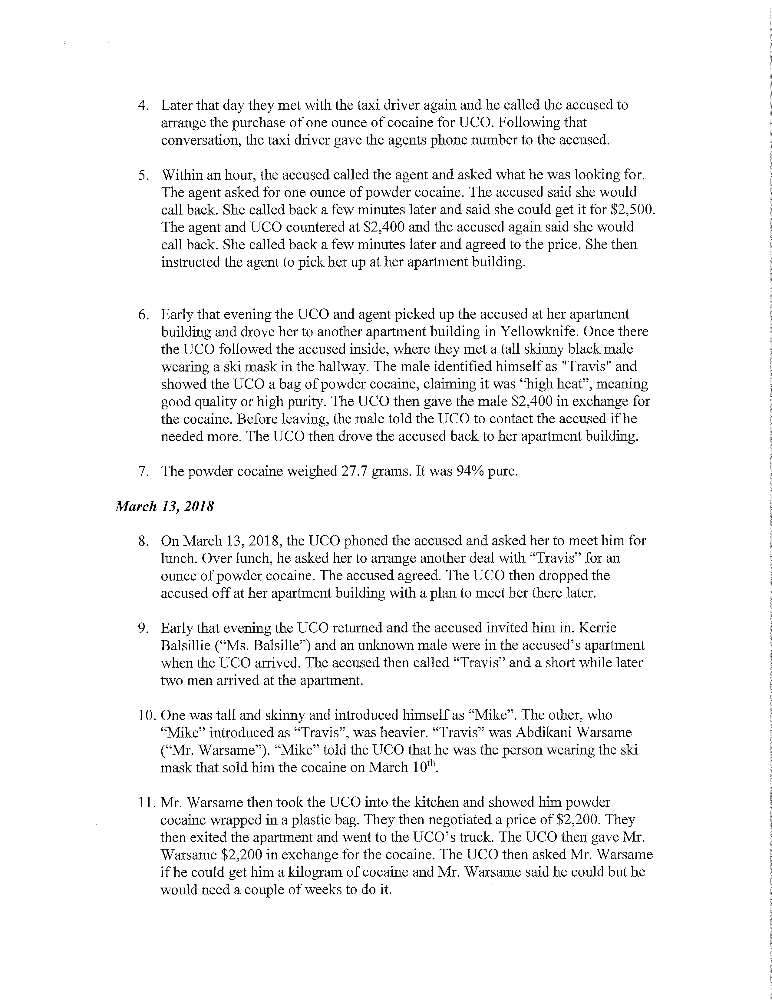 4. Later that day they met with the taxi driver again and he called the accused to
arrange the purchase of one ounce of cocaine for UCO. Following that
conversation, the taxi driver gave the agents phone number to the accused.
5. Within an hour, the accused called the agent and asked what he was looking for.
The agent asked for one ounce of powder cocaine. The accused said she would
call back. She called back a few minutes later and said she could get it for $2,500.
The agent and UCO countered at $2,400 and the accused again said she would
call back. She called back a few minutes later and agreed to the price. She then
instructed the agent to pick her up at her apartment building.
6. Early that evening the UCO and agent picked up the accused at her apartment
building and drove her to another apartment building in Yellowknife. Once there
the UCO followed the accused inside, where they met a tall skinny black male
wearing a ski mask in the hallway. The male identified himself as "Travis" and
showed the UCO a bag of powder cocaine, claiming it was “high heat”, meaning
good quality or high purity. The UCO then gave the male $2,400 in exchange for
the cocaine. Before leaving, the male told the UCO to contact the accused if he
needed more. The UCO then drove the accused back to her apartment building.
7. The powder cocaine weighed 27.7 grams. It was 94% pure.
March 13, 2018
8. On March 13, 2018, the UCO phoned the accused and asked her to meet him for
lunch. Over lunch, he asked her to arrange another deal with “Travis” for an
ounce of powder cocaine. The accused agreed. The UCO then dropped the
accused off at her apartment building with a plan to meet her there later.
9. Early that evening the UCO returned and the accused invited him in. Kerrie
Balsillie (“Ms. Balsille”) and an unknown male were in the accused’s apartment
when the UCO arrived. The accused then called “Travis” and a short while later
two men arrived at the apartment.
10. One was tall and skinny and introduced himself as “Mike”. The other, who
“Mike” introduced as “Travis”, was heavier. “Travis” was Abdikani Warsame
(“Mr. Warsame”). “Mike” told the UCO that he was the person wearing the ski
mask that sold him the cocaine on March 10th.
11. Mr. Warsame then took the UCO into the kitchen and showed him powder
cocaine wrapped in a plastic bag. They then negotiated a price of $2,200. They
then exited the apartment and went to the UCO’s truck. The UCO then gave Mr.
Warsame $2,200 in exchange for the cocaine. The UCO then asked Mr. Warsame
if he could get him a kilogram of cocaine and Mr. Warsame said he could but he
would need a couple of weeks to do it.